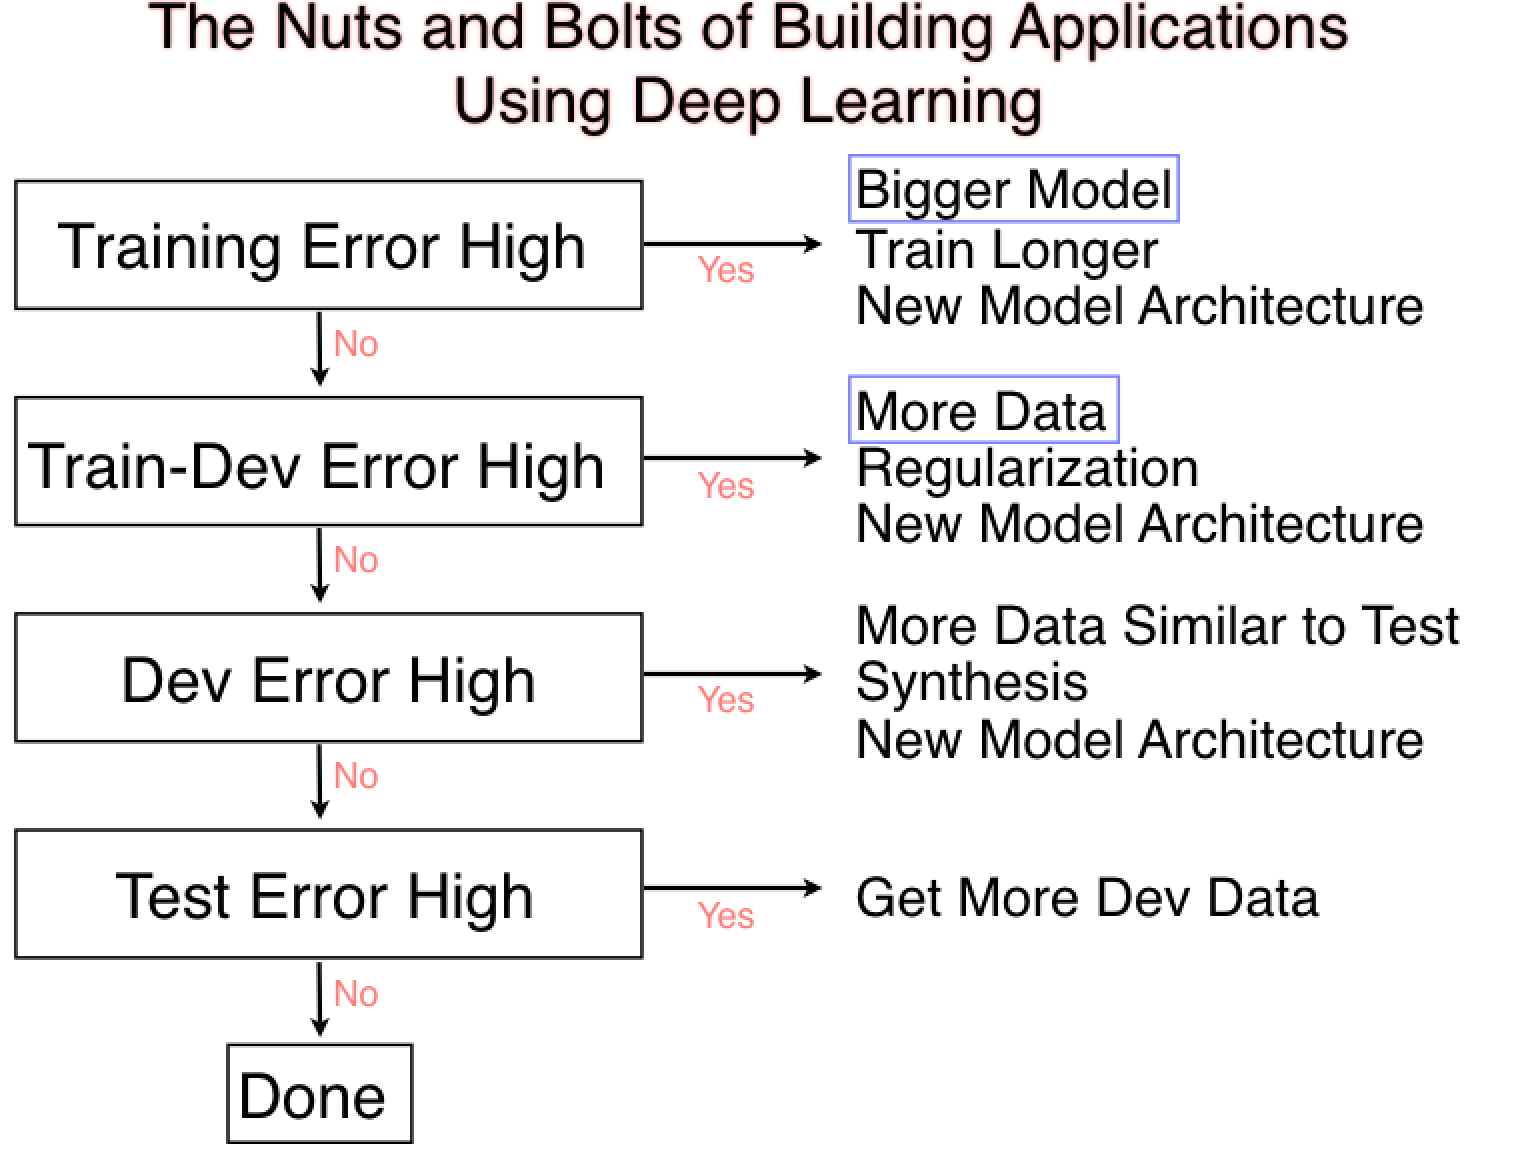 The Nuts and Bolts of Building Applications
Using Deep Learning
Training Error High
Yes
Bigger Model
Train Longer
New Model Architecture
No
Train-Dev Error High
Yes
More Data
Regularization
New Model Architecture
No
Dev Error High
Yes
More Data Similar to Test
Synthesis
New Model Architecture
No
Test Error High
Yes
Get More Dev Data
No
Done